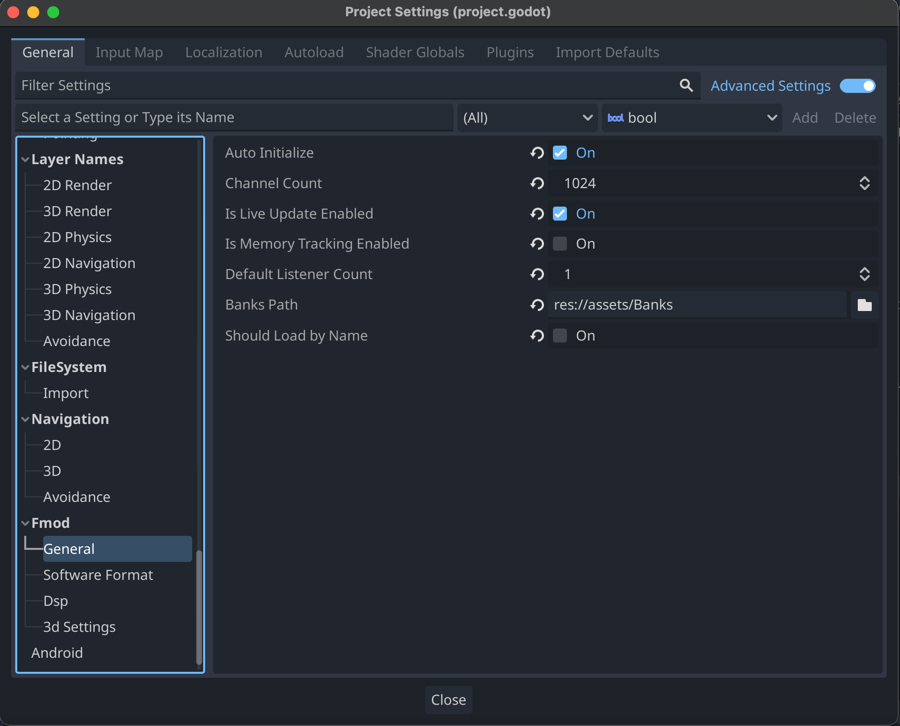 Project Settings (project.godot)
General Input Map Localization Autoload Shader Globals Plugins Import Defaults
Filter Settings Advanced Settings
Select a Setting or Type its Name (All) bool bool Add Delete
Layer Names
2D Render
3D Render
2D Physics
2D Navigation
3D Physics
3D Navigation
Avoidance
FileSystem
Import
Navigation
2D
3D
Avoidance
Fmod
General
Software Format
Dsp
3d Settings
Android
Auto Initialize On
Channel Count 1024
Is Live Update Enabled On
Is Memory Tracking Enabled On
Default Listener Count 1
Banks Path res://assets/Banks
Should Load by Name On
Close